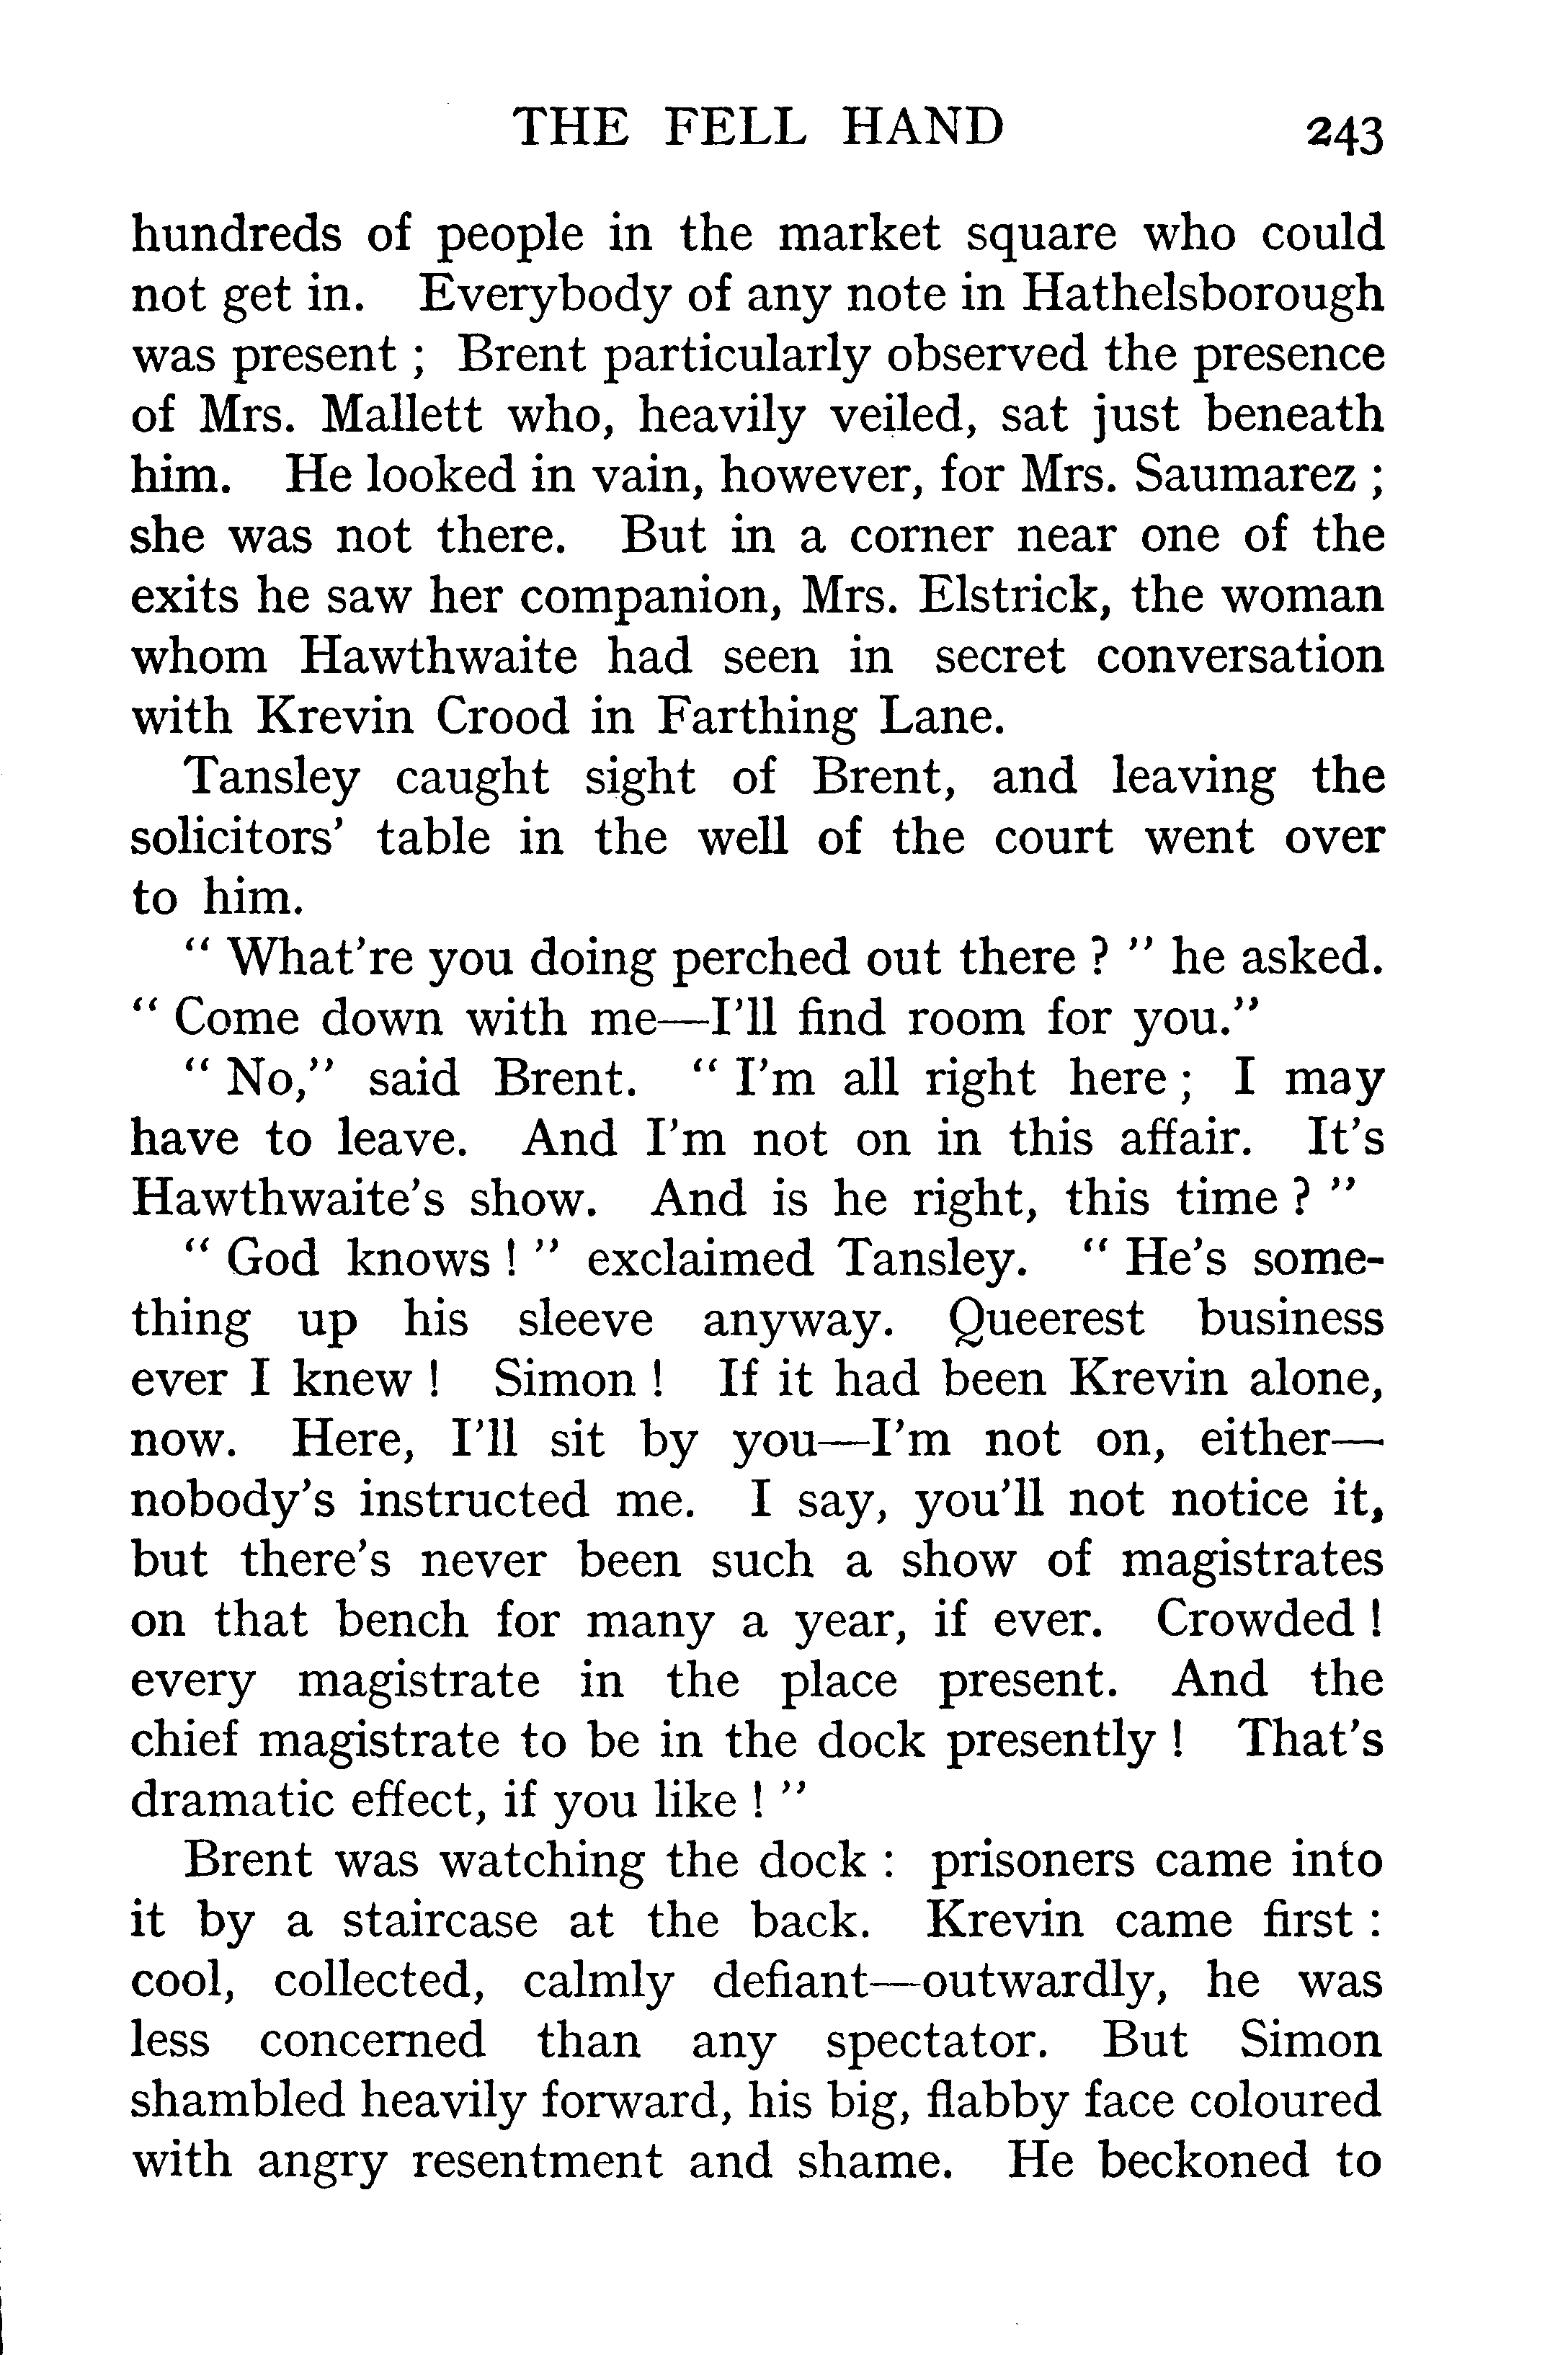 THE FELL HAND 243
hundreds of people in the market square who could
not get in. Everybody of any note in Hathelsborough
was present ; Brent particularly observed the presence
of Mrs. Mallett who, heavily veiled, sat just beneath
him. He looked in vain, however, for Mrs. Saumarez ;
she was not there. But in a corner near one of the
exits he saw her companion, Mrs. Elstrick, the woman
whom Hawthwaite had seen in secret conversation
with Krevin Crood in Farthing Lane.
Tansley caught sight of Brent, and leaving the
solicitors’ table in the well of the court went over
to him.
“ What’re you doing perched out there ? ” he asked.
“ Come down with me—I’ll find room for you.”
“ No,” said Brent. “ I’m all right here ; I may
have to leave. And I’m not on in this affair. It’s
Hawthwaite’s show. And is he right, this time ? ”
“ God knows ! ” exclaimed Tansley. “ He’s some-
thing up his sleeve anyway. Queerest business
ever I knew ! Simon ! If it had been Krevin alone,
now. Here, I’ll sit by you—I’m not on, either—
nobody’s instructed me. I say, you’ll not notice it,
but there’s never been such a show of magistrates
on that bench for many a year, if ever. Crowded !
every magistrate in the place present. And the
chief magistrate to be in the dock presently ! That’s
dramatic effect, if you like ! ”
Brent was watching the dock : prisoners came into
it by a staircase at the back. Krevin came first :
cool, collected, calmly defiant—outwardly, he was
less concerned than any spectator. But Simon
shambled heavily forward, his big, flabby face coloured
with angry resentment and shame. He beckoned to